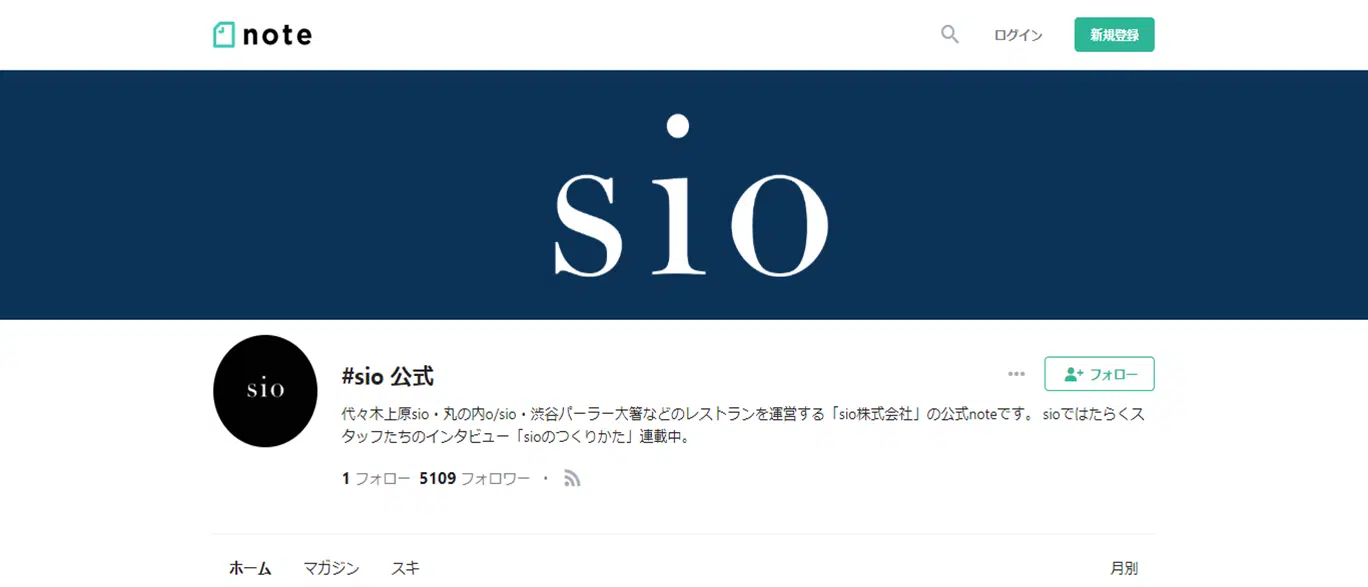 note
ログイン
新規登録
sio
sio
#sio 公式
フォロー
代々木上原sio・丸の内o/sio・渋谷パーラー大箸などのレストランを運営する「sio株式会社」の公式noteです。 sioではたらくス
タッフたちのインタビュー「sioのつくりかた」連載中。
1 フォロー 5109 フォロワー ・
ホーム マガジン スキ 月別